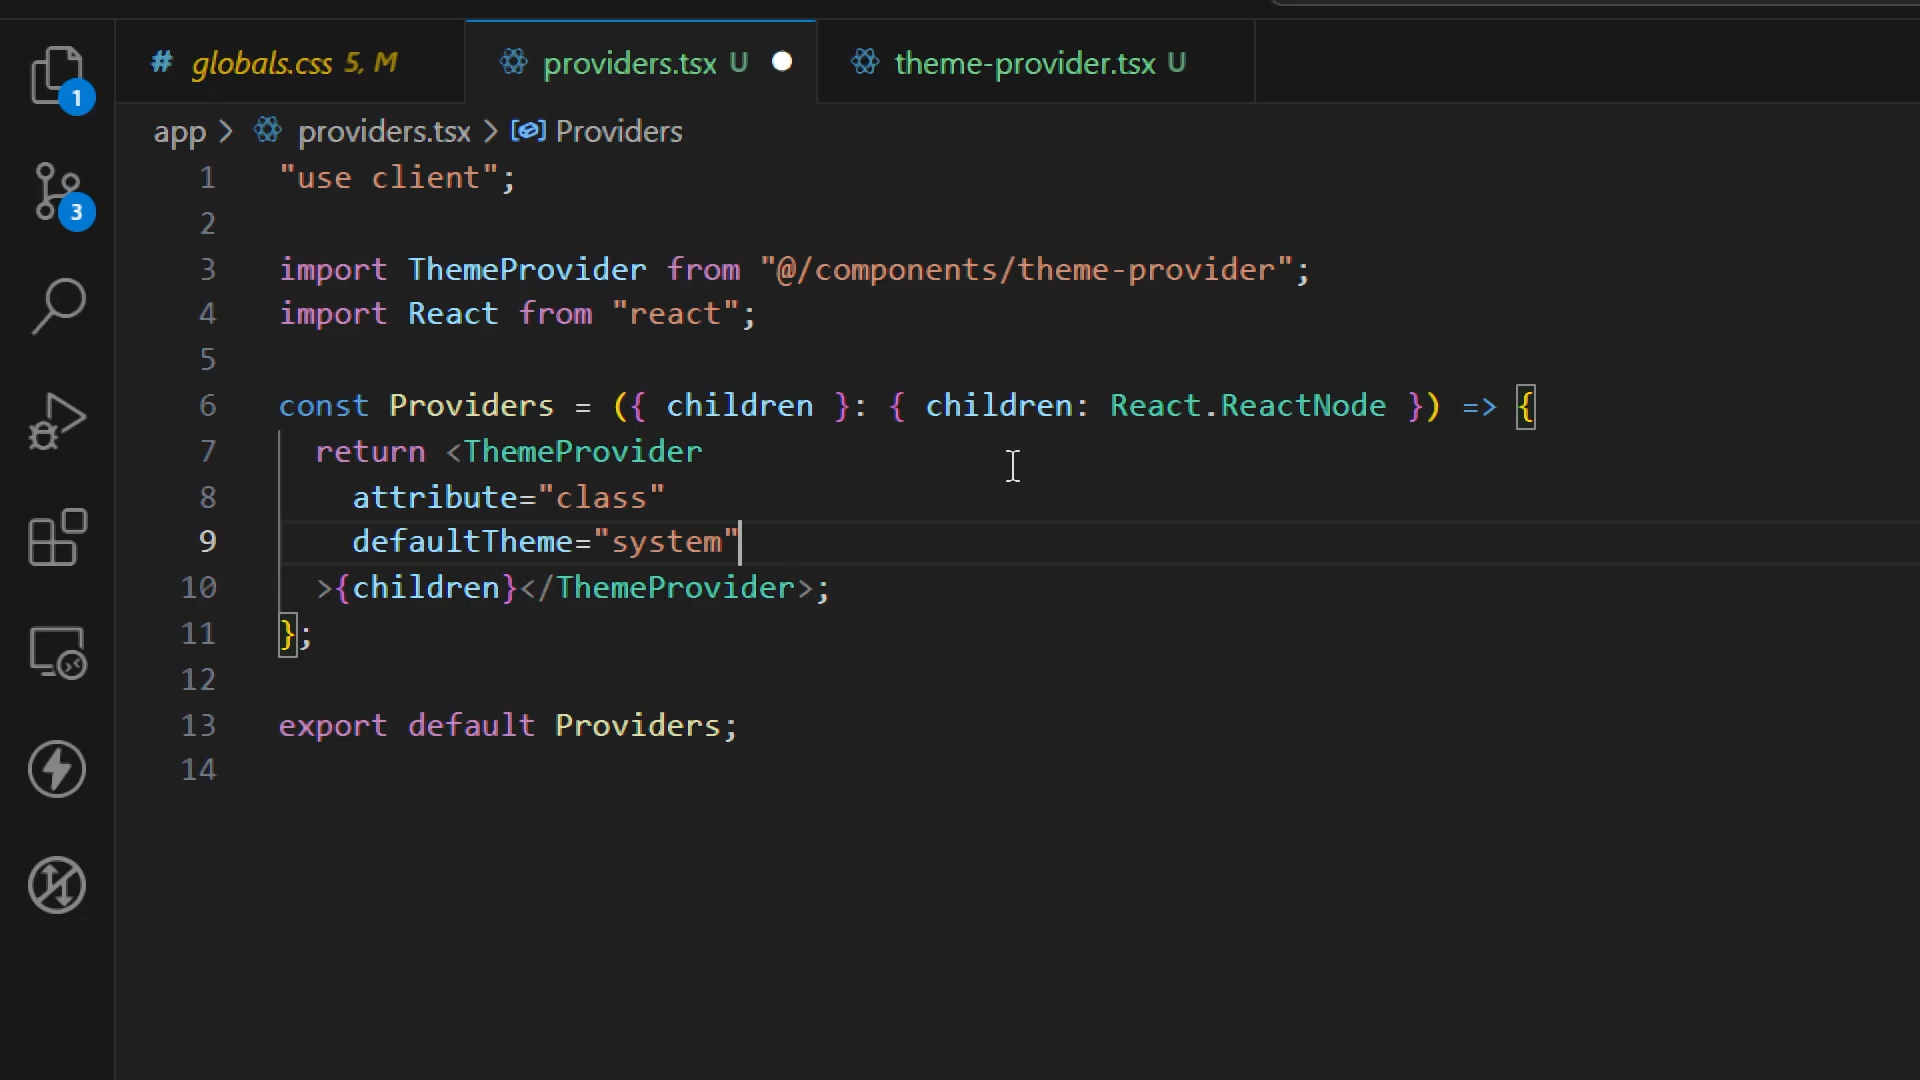 # globals.css 5, M
providers.tsx U
theme-provider.tsx U
app > providers.tsx > Providers
1 "use client";
2
3 import ThemeProvider from "@/components/theme-provider";
4 import React from "react";
5
6 const Providers = ({ children }: { children: React.ReactNode }) => {
7 return <ThemeProvider
8 attribute="class"
9 defaultTheme="system"
10 >{children}</ThemeProvider>;
11 };
12
13 export default Providers;
14
1
3